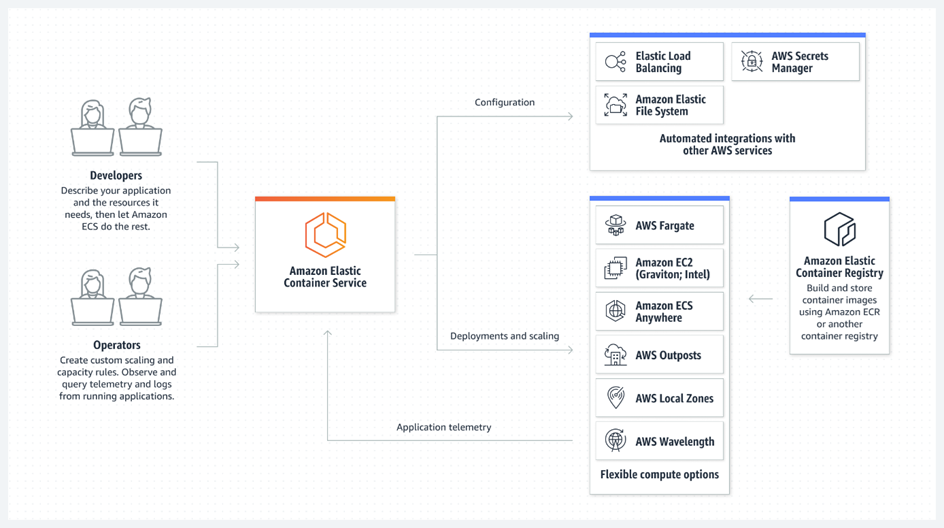 Developers
Describe your application
and the resources it
needs, then let Amazon
ECS do the rest.
Operators
Create custom scaling and
capacity rules. Observe and
query telemetry and logs
from running applications.
Amazon Elastic
Container Service
Configuration
Deployments and scaling
Application telemetry
Elastic Load
Balancing
AWS Secrets
Manager
Amazon Elastic
File System
Automated integrations with
other AWS services
AWS Fargate
Amazon EC2
(Graviton; Intel)
Amazon ECS
Anywhere
AWS Outposts
AWS Local Zones
AWS Wavelength
Flexible compute options
Amazon Elastic
Container Registry
Build and store
container images
using Amazon ECR
or another
container registry